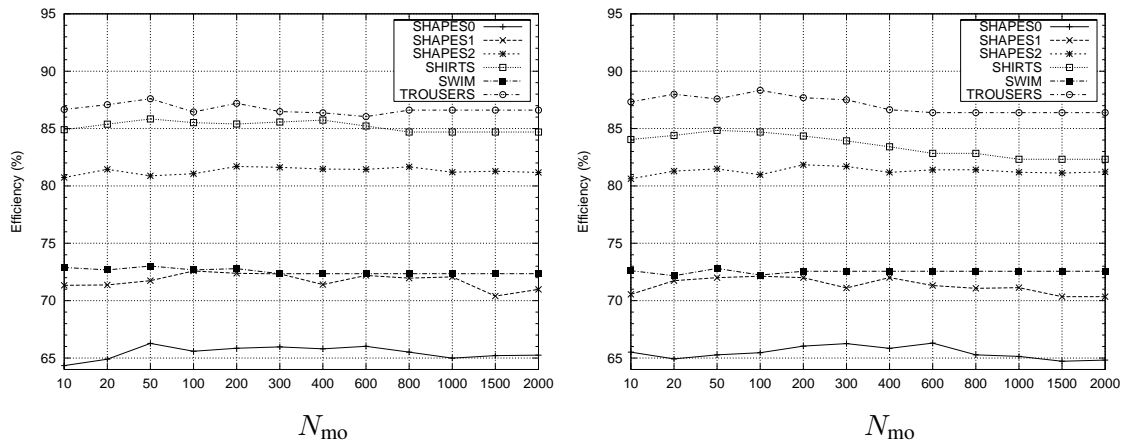 95
90
85
80
75
70
65
Efficiency (%)
SHAPES0
SHAPES1
SHAPES2
SHIRTS
SWIM
TROUSERS
10 20 50 100 200 300 400 600 800 1000 1500 2000
N_mo
95
90
85
80
75
70
65
Efficiency (%)
SHAPES0
SHAPES1
SHAPES2
SHIRTS
SWIM
TROUSERS
10 20 50 100 200 300 400 600 800 1000 1500 2000
N_mo